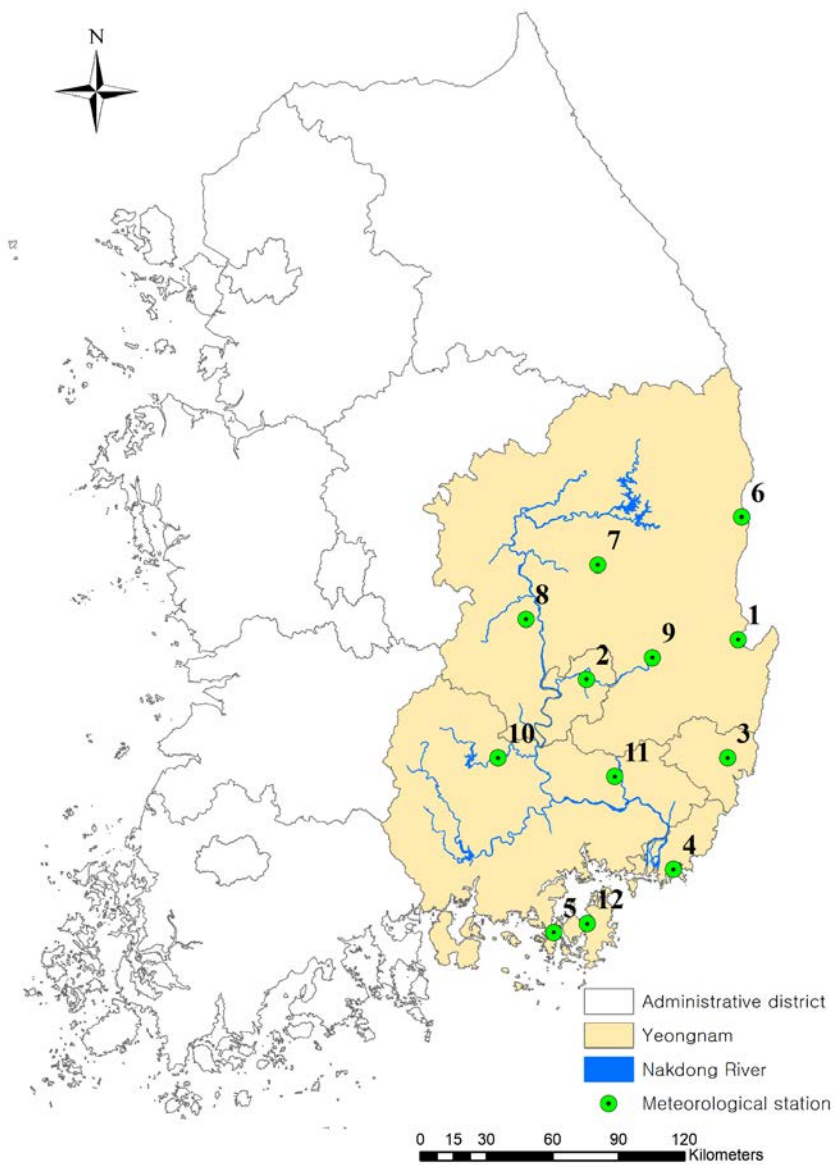 N
6
7
8
1
9
2
10
3
11
4
12
5
Administrative district
Yeongnam
Nakdong River
Meteorological station
0 15 30 60 90 120
Kilometers